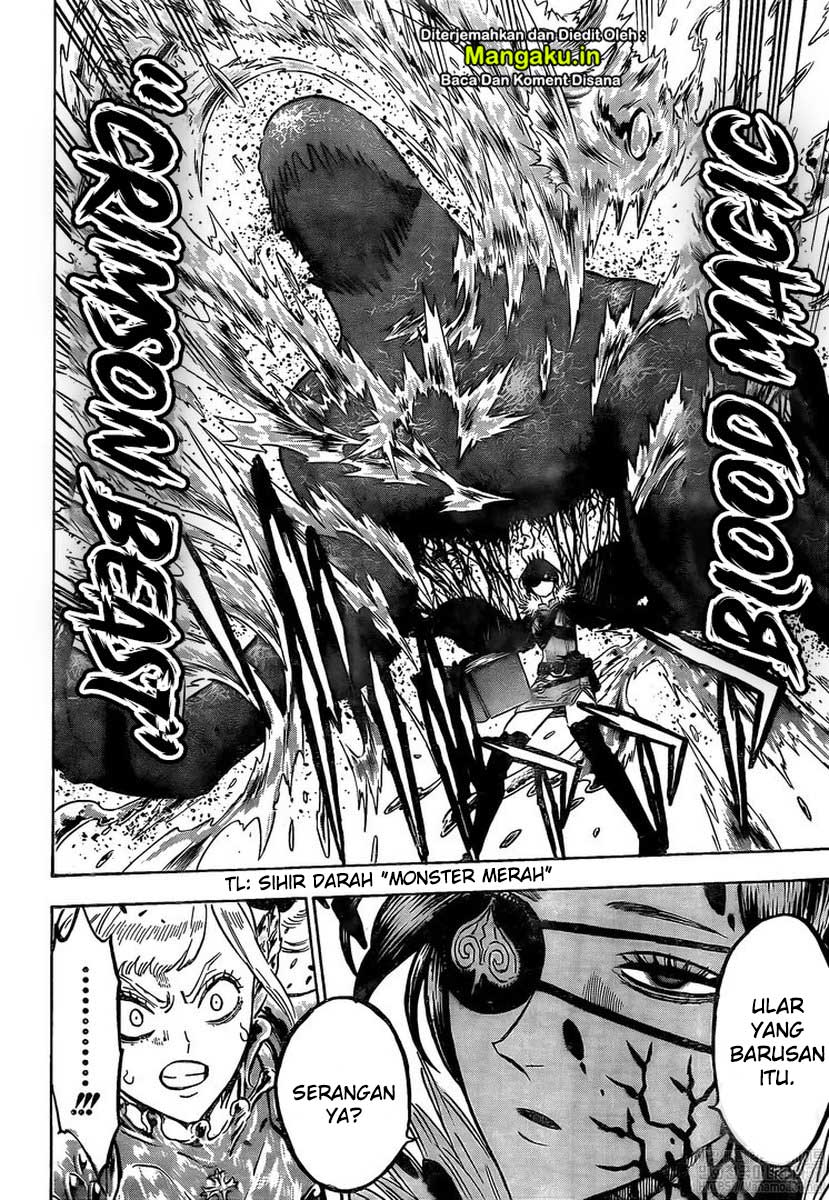 Diterjemahkan dan Diedit Oleh :
Mangaku.in
Baca Dan Koment Disana
BLOOD MAGIC
"CRIMSON BEAST"
TL: SIHIR DARAH "MONSTER MERAH"
ULAR
YANG
BARUSAN
ITU.
SERANGAN
YA?
.........!!!